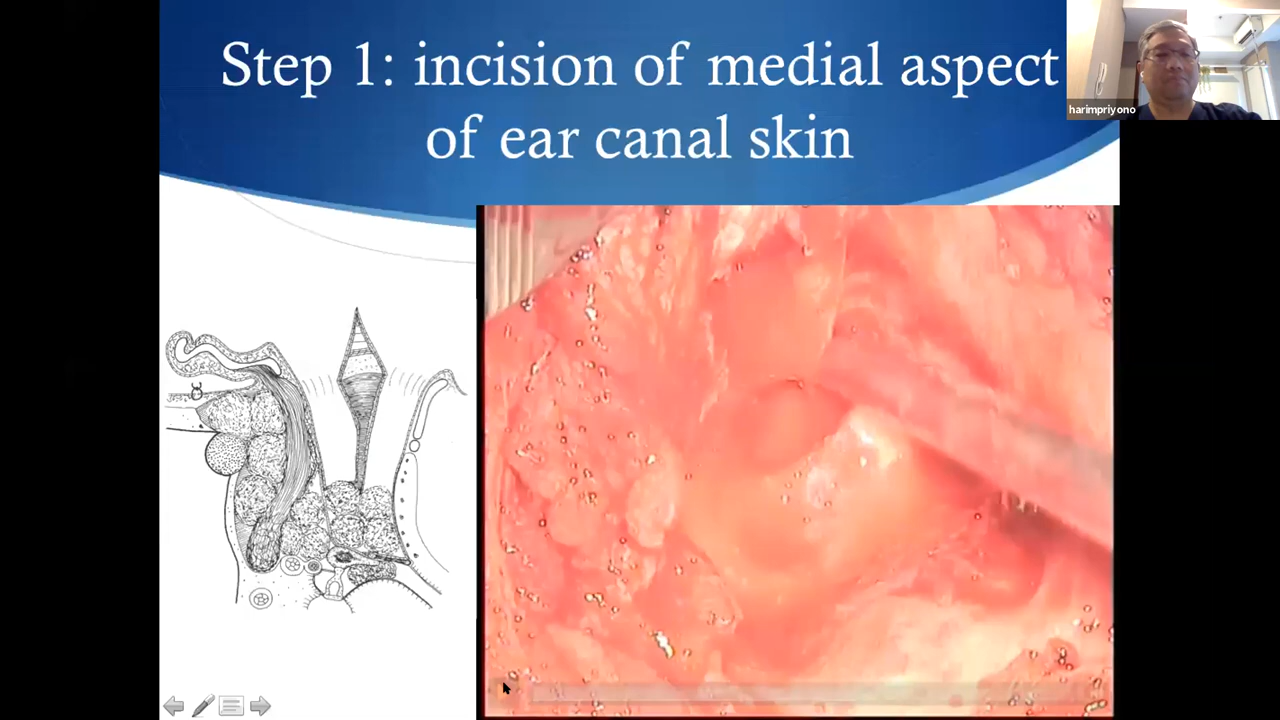 Step 1: incision of medial aspect
of ear canal skin
harimpriyono